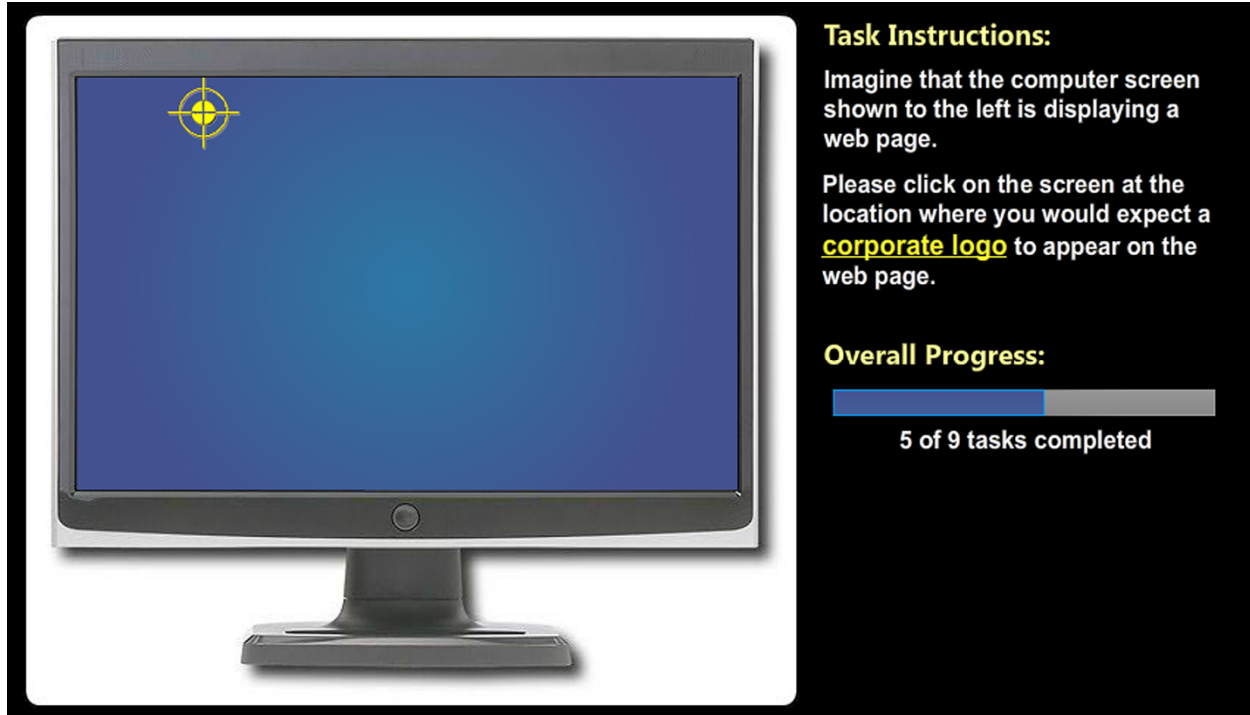 Task Instructions:
Imagine that the computer screen
shown to the left is displaying a
web page.
Please click on the screen at the
location where you would expect a
corporate logo to appear on the
web page.
Overall Progress:
5 of 9 tasks completed